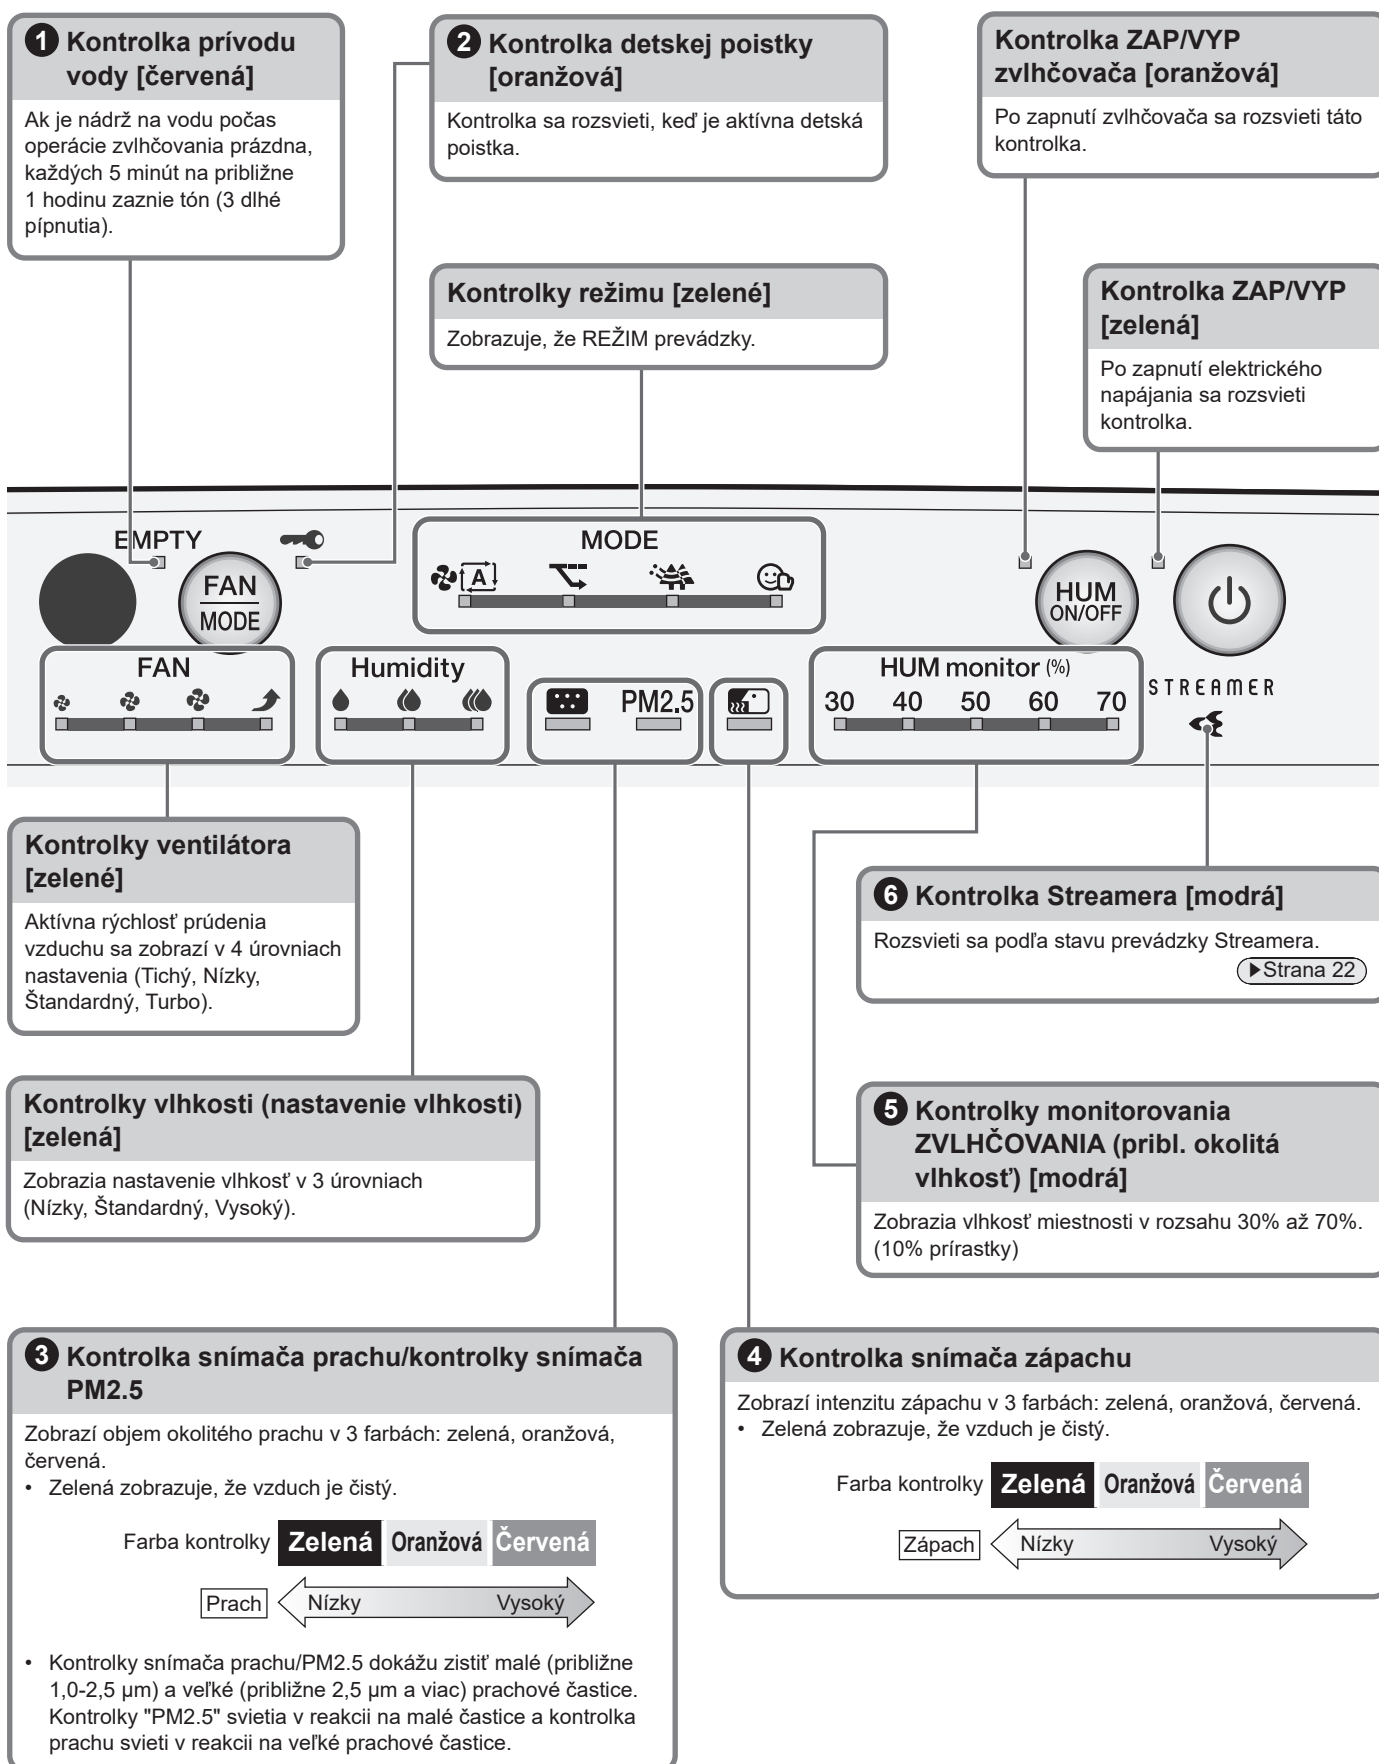 1 Kontrolka prívodu
vody [červená]
Ak je nádrž na vodu počas
operácie zvlhčovania prázdna,
každých 5 minút na približne
1 hodinu zaznie tón (3 dlhé
pípnutia).
2 Kontrolka detskej poistky
[oranžová]
Kontrolka sa rozsvieti, keď je aktívna detská
poistka.
Kontrolka ZAP/VYP
zvlhčovača [oranžová]
Po zapnutí zvlhčovača sa rozsvieti táto
kontrolka.
Kontrolky režimu [zelené]
Zobrazuje, že REŽIM prevádzky.
Kontrolka ZAP/VYP
[zelená]
Po zapnutí elektrického
napájania sa rozsvieti
kontrolka.
EMPTY
FAN
MODE
MODE
A
HUM
ON/OFF
FAN
Humidity
PM2.5
HUM monitor (%)
30 40 50 60 70
STREAMER
Kontrolky ventilátora
[zelené]
Aktívna rýchlosť prúdenia
vzduchu sa zobrazí v 4 úrovniach
nastavenia (Tichý, Nízky,
Štandardný, Turbo).
6 Kontrolka Streamera [modrá]
Rozsvieti sa podľa stavu prevádzky Streamera.
▶Strana 22
Kontrolky vlhkosti (nastavenie vlhkosti)
[zelená]
Zobrazia nastavenie vlhkosť v 3 úrovniach
(Nízky, Štandardný, Vysoký).
5 Kontrolky monitorovania
ZVLHČOVANIA (pribl. okolitá
vlhkosť) [modrá]
Zobrazia vlhkosť miestnosti v rozsahu 30% až 70%.
(10% prírastky)
3 Kontrolka snímača prachu/kontrolky snímača
PM2.5
Zobrazí objem okolitého prachu v 3 farbách: zelená, oranžová,
červená.
• Zelená zobrazuje, že vzduch je čistý.
Farba kontrolky Zelená Oranžová Červená
Prach Nízky Vysoký
• Kontrolky snímača prachu/PM2.5 dokážu zistiť malé (približne
1,0-2,5 μm) a veľké (približne 2,5 μm a viac) prachové častice.
Kontrolky "PM2.5" svietia v reakcii na malé častice a kontrolka
prachu svieti v reakcii na veľké prachové častice.
4 Kontrolka snímača zápachu
Zobrazí intenzitu zápachu v 3 farbách: zelená, oranžová, červená.
• Zelená zobrazuje, že vzduch je čistý.
Farba kontrolky Zelená Oranžová Červená
Zápach Nízky Vysoký